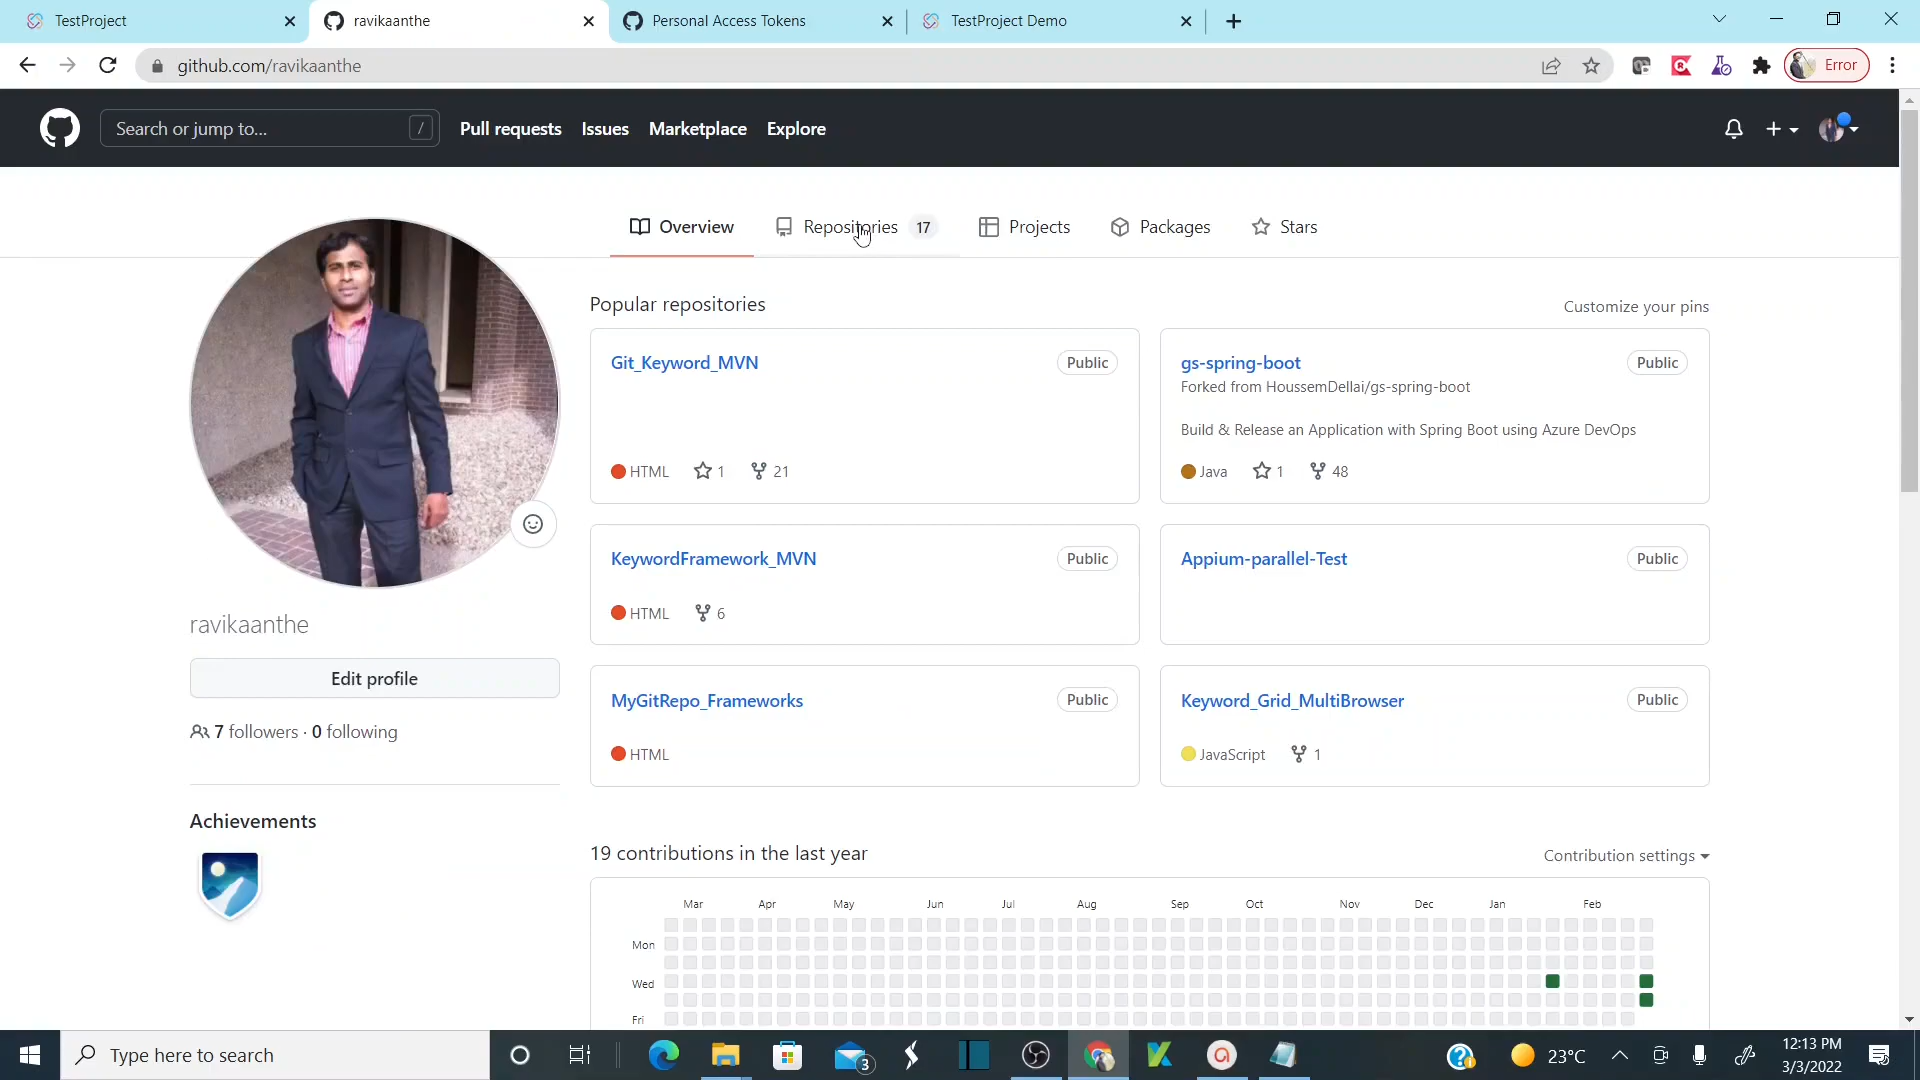 TestProject
ravikaanthe
Personal Access Tokens
TestProject Demo
github.com/ravikaanthe
Error
Search or jump to...
/
Pull requests
Issues
Marketplace
Explore
Overview
Repositories 17
Projects
Packages
Stars
Popular repositories
Customize your pins
Git_Keyword_MVN
Public
HTML 1 21
gs-spring-boot
Public
Forked from HoussemDellai/gs-spring-boot
Build & Release an Application with Spring Boot using Azure DevOps
Java 1 48
KeywordFramework_MVN
Public
HTML 6
Appium-parallel-Test
Public
MyGitRepo_Frameworks
Public
HTML
Keyword_Grid_MultiBrowser
Public
JavaScript 1
ravikaanthe
Edit profile
7 followers · 0 following
Achievements
19 contributions in the last year
Contribution settings
Mar Apr May Jun Jul Aug Sep Oct Nov Dec Jan Feb
Mon
Wed
Fri
Type here to search
3
23°C
12:13 PM
3/3/2022